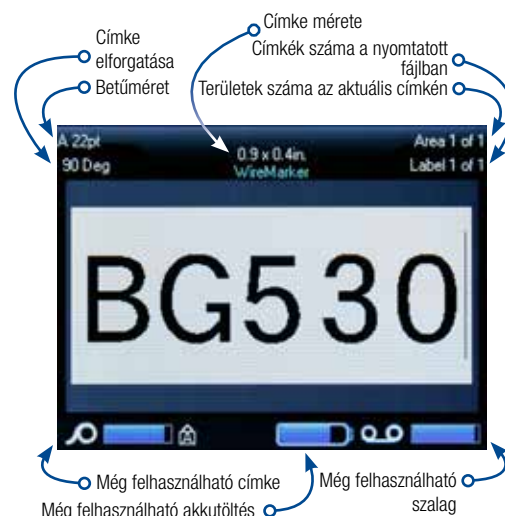 Címke mérete
Címke
elforgatása
Címkék száma a nyomtatott
fájlban
Betűméret
Területek száma az aktuális címkén
A 22pt
0.9 x 0.4in.
Area 1 of 1
90 Deg
WireMarker
Label 1 of 1
BG530
A
Még felhasználható címke
Még felhasználható
szalag
Még felhasználható akkutöltés